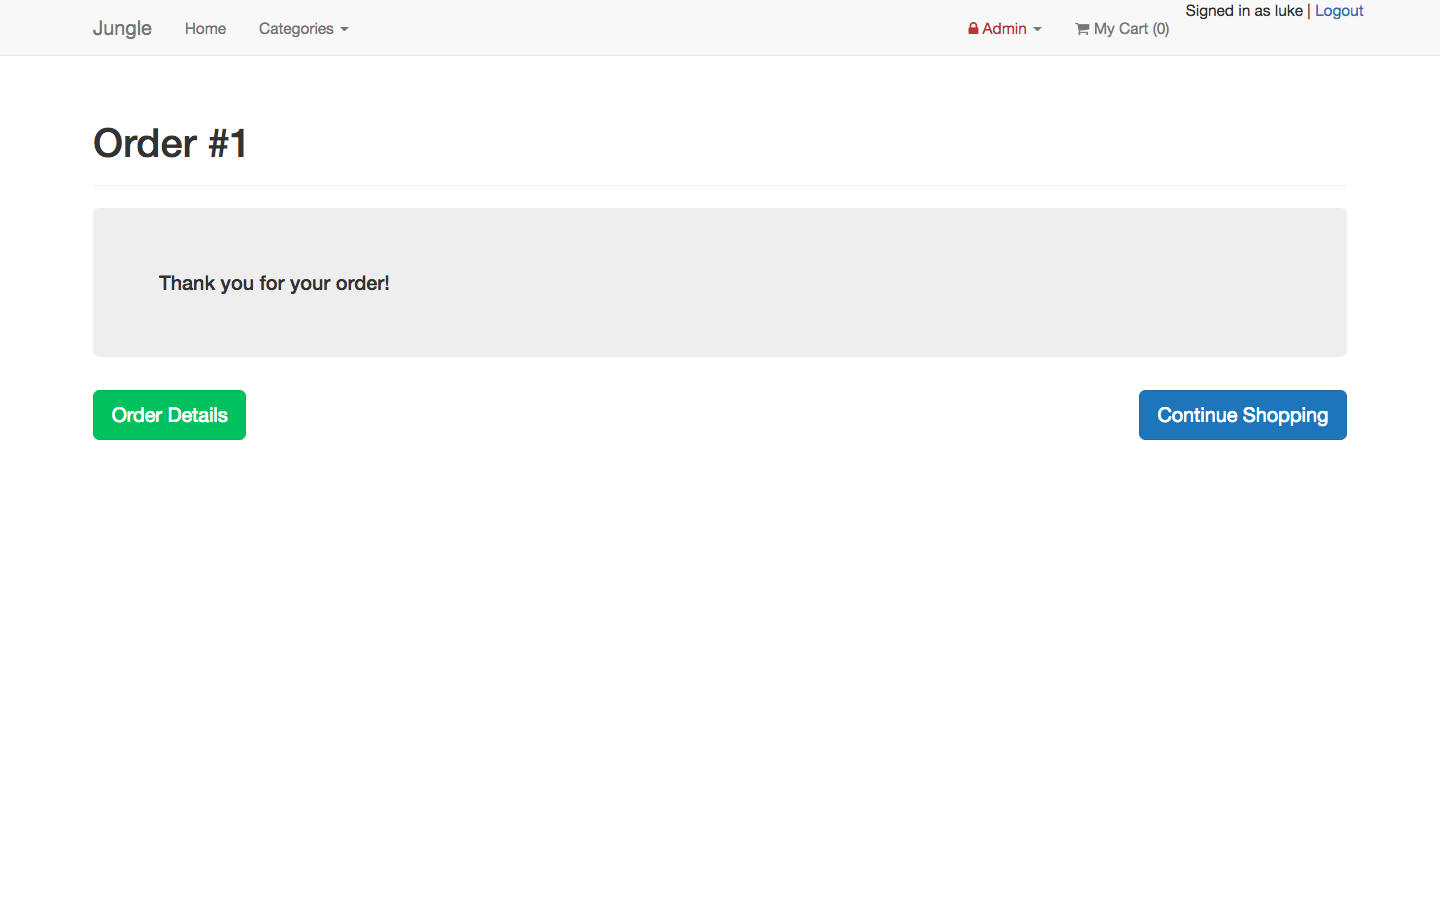 Jungle Home Categories Admin My Cart (0) Signed in as luke | Logout
Order #1
Thank you for your order!
Order Details Continue Shopping